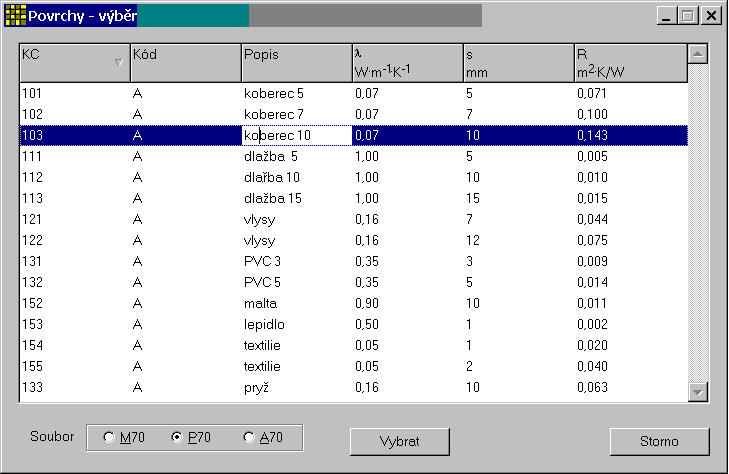 Povrchy - výběr
KC Kód Popis λ W·m-1K-1 s mm R m2·K/W
101 A koberec 5 0,07 5 0,071
102 A koberec 7 0,07 7 0,100
103 A koberec 10 0,07 10 0,143
111 A dlažba 5 1,00 5 0,005
112 A dlařba 10 1,00 10 0,010
113 A dlažba 15 1,00 15 0,015
121 A vlysy 0,16 7 0,044
122 A vlysy 0,16 12 0,075
131 A PVC 3 0,35 3 0,009
132 A PVC 5 0,35 5 0,014
152 A malta 0,90 10 0,011
153 A lepidlo 0,50 1 0,002
154 A textilie 0,05 1 0,020
155 A textilie 0,05 2 0,040
133 A pryž 0,16 10 0,063
Soubor M70 P70 A70 Vybrat Storno